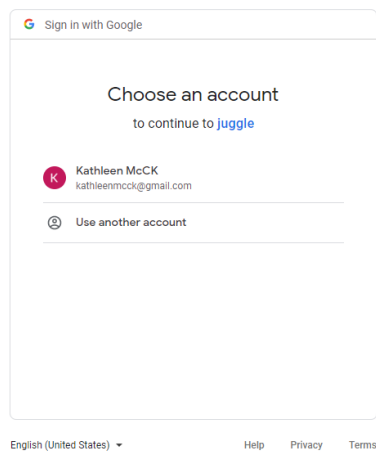 Sign in with Google
Choose an account
to continue to juggle
K
Kathleen McCK
kathleenmcck@gmail.com
Use another account
English (United States)
Help Privacy Terms